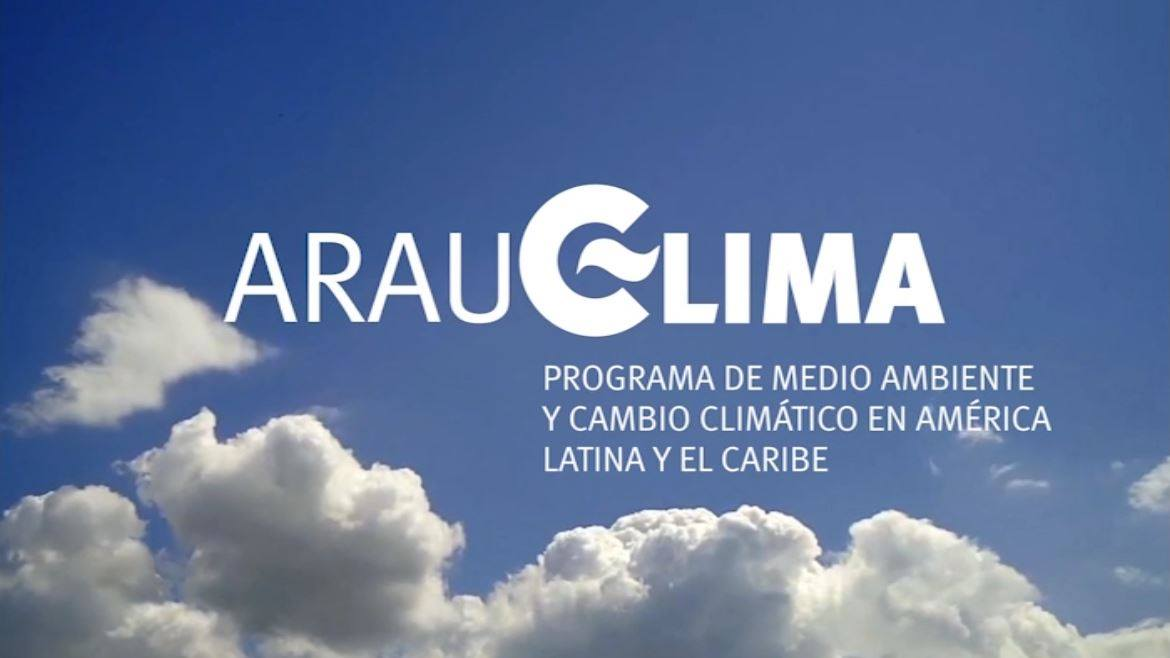 ARAUCLIMA
PROGRAMA DE MEDIO AMBIENTE
Y CAMBIO CLIMÁTICO EN AMÉRICA
LATINA Y EL CARIBE